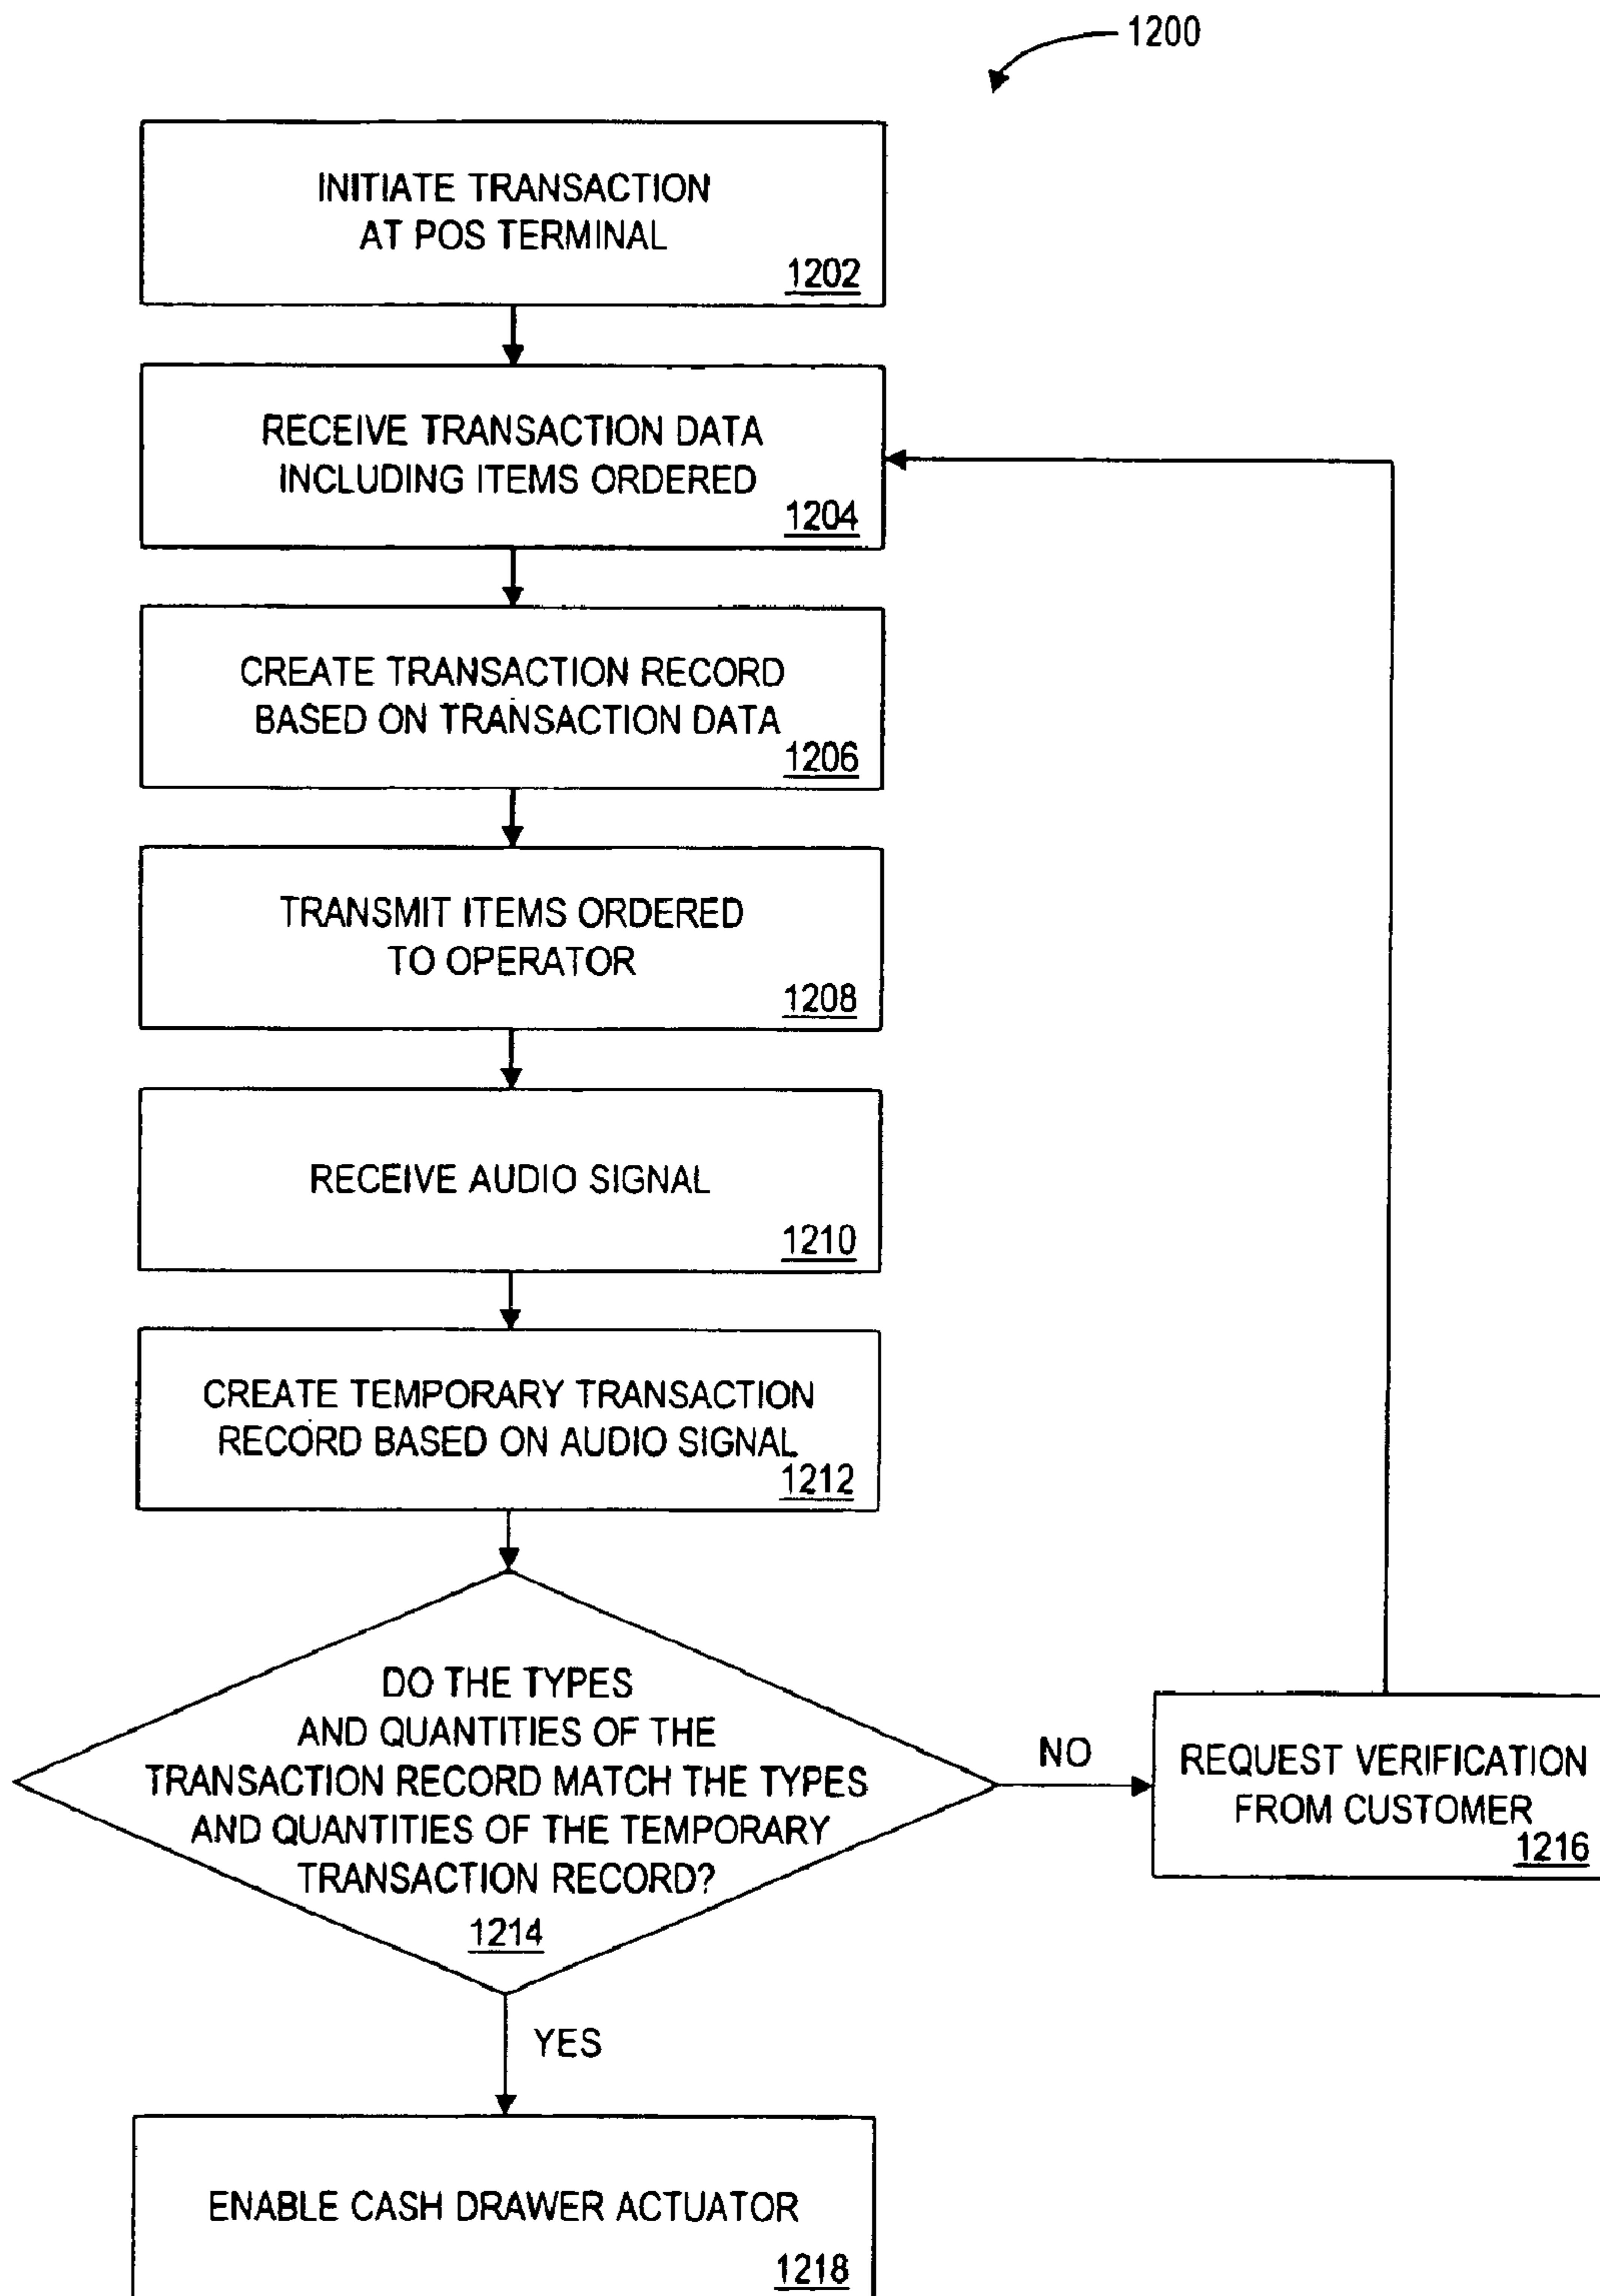 1200
INITIATE TRANSACTION
AT POS TERMINAL
1202
RECEIVE TRANSACTION DATA
INCLUDING ITEMS ORDERED
1204
CREATE TRANSACTION RECORD
BASED ON TRANSACTION DATA
1206
TRANSMIT ITEMS ORDERED
TO OPERATOR
1208
RECEIVE AUDIO SIGNAL
1210
CREATE TEMPORARY TRANSACTION
RECORD BASED ON AUDIO SIGNAL
1212
DO THE TYPES
AND QUANTITIES OF THE
TRANSACTION RECORD MATCH THE TYPES
AND QUANTITIES OF THE TEMPORARY
TRANSACTION RECORD?
1214
NO
REQUEST VERIFICATION
FROM CUSTOMER
1216
YES
ENABLE CASH DRAWER ACTUATOR
1218